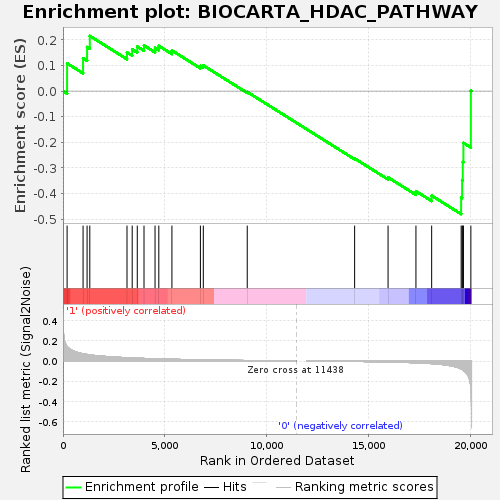 Enrichment plot: BIOCARTA_HDAC_PATHWAY
Enrichment score (ES)
0.2
0.1
0.0
-0.1
-0.2
-0.3
-0.4
-0.5
'1' (positively correlated)
Ranked list metric (Signal2Noise)
0.4
0.2
0.0
-0.2
-0.4
-0.6
Zero cross at 11438
'0' (negatively correlated)
0 5,000 10,000 15,000 20,000
Rank in Ordered Dataset
Enrichment profile Hits Ranking metric scores